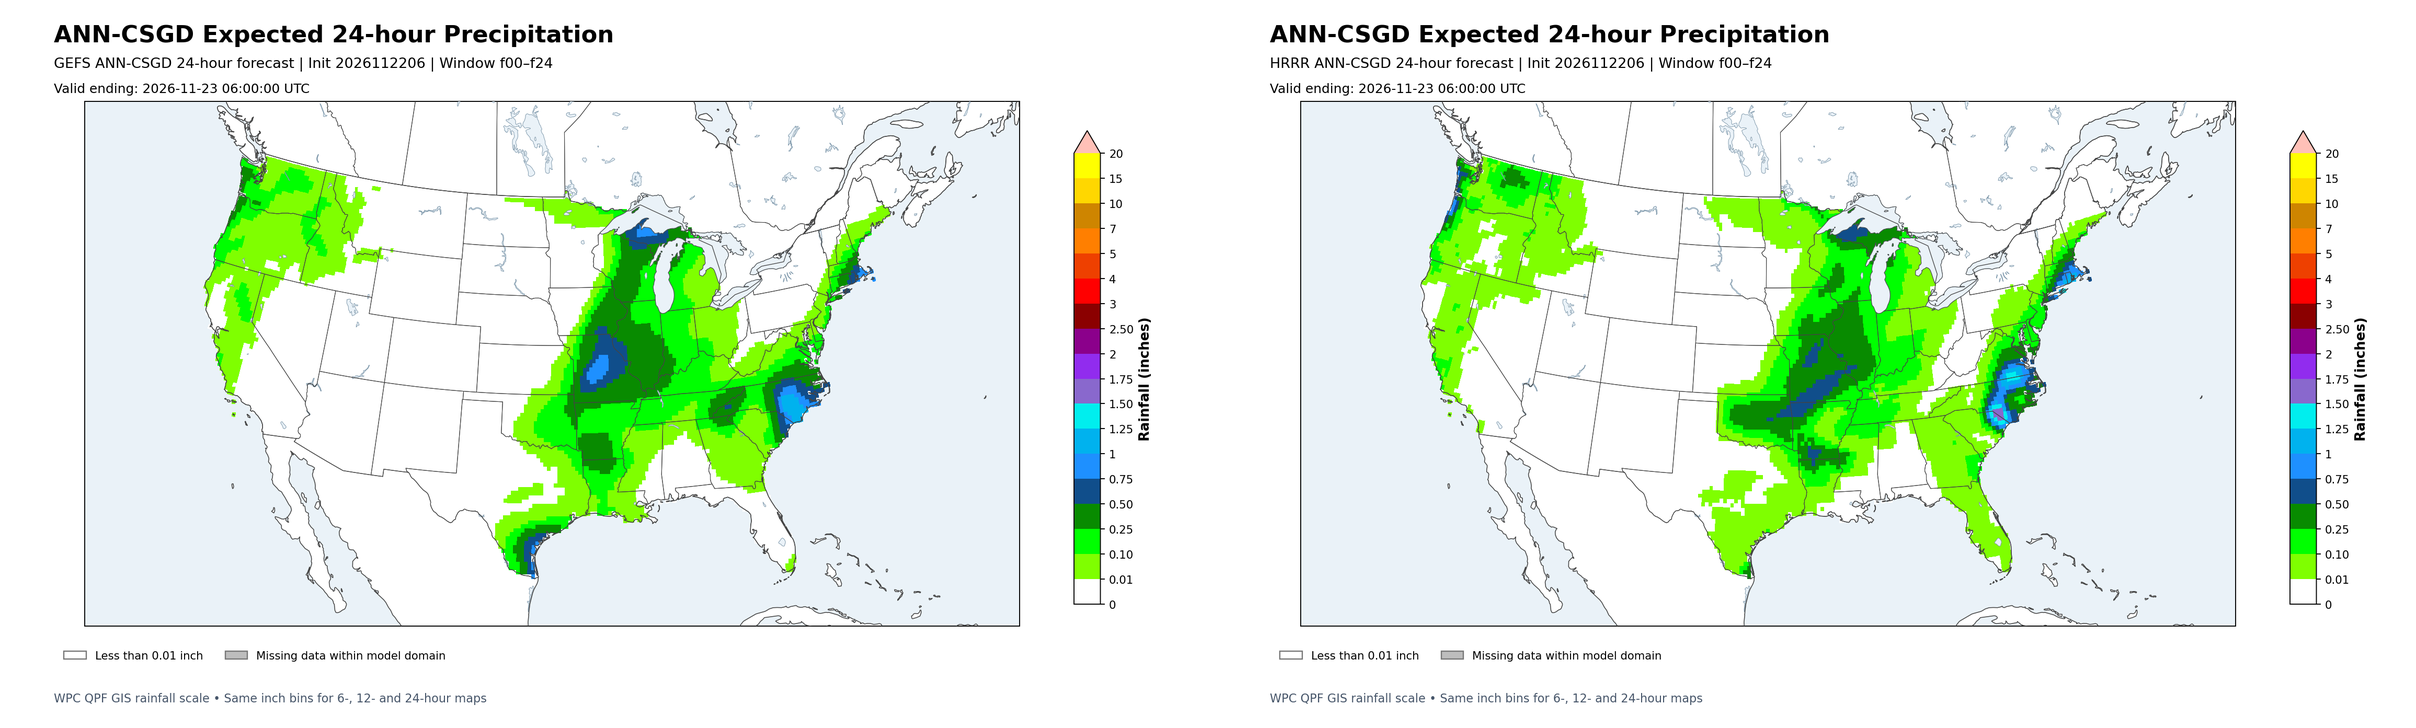 ANN-CSGD Expected 24-hour Precipitation
GEFS ANN-CSGD 24-hour forecast | Init 2026112206 | Window f00–f24
Valid ending: 2026-11-23 06:00:00 UTC
20
15
10
7
5
4
3
2.50
2
1.75
1.50
1.25
1
0.75
0.50
0.25
0.10
0.01
0
Rainfall (inches)
Less than 0.01 inch
Missing data within model domain
WPC QPF GIS rainfall scale • Same inch bins for 6-, 12- and 24-hour maps
ANN-CSGD Expected 24-hour Precipitation
HRRR ANN-CSGD 24-hour forecast | Init 2026112206 | Window f00–f24
Valid ending: 2026-11-23 06:00:00 UTC
20
15
10
7
5
4
3
2.50
2
1.75
1.50
1.25
1
0.75
0.50
0.25
0.10
0.01
0
Rainfall (inches)
Less than 0.01 inch
Missing data within model domain
WPC QPF GIS rainfall scale • Same inch bins for 6-, 12- and 24-hour maps